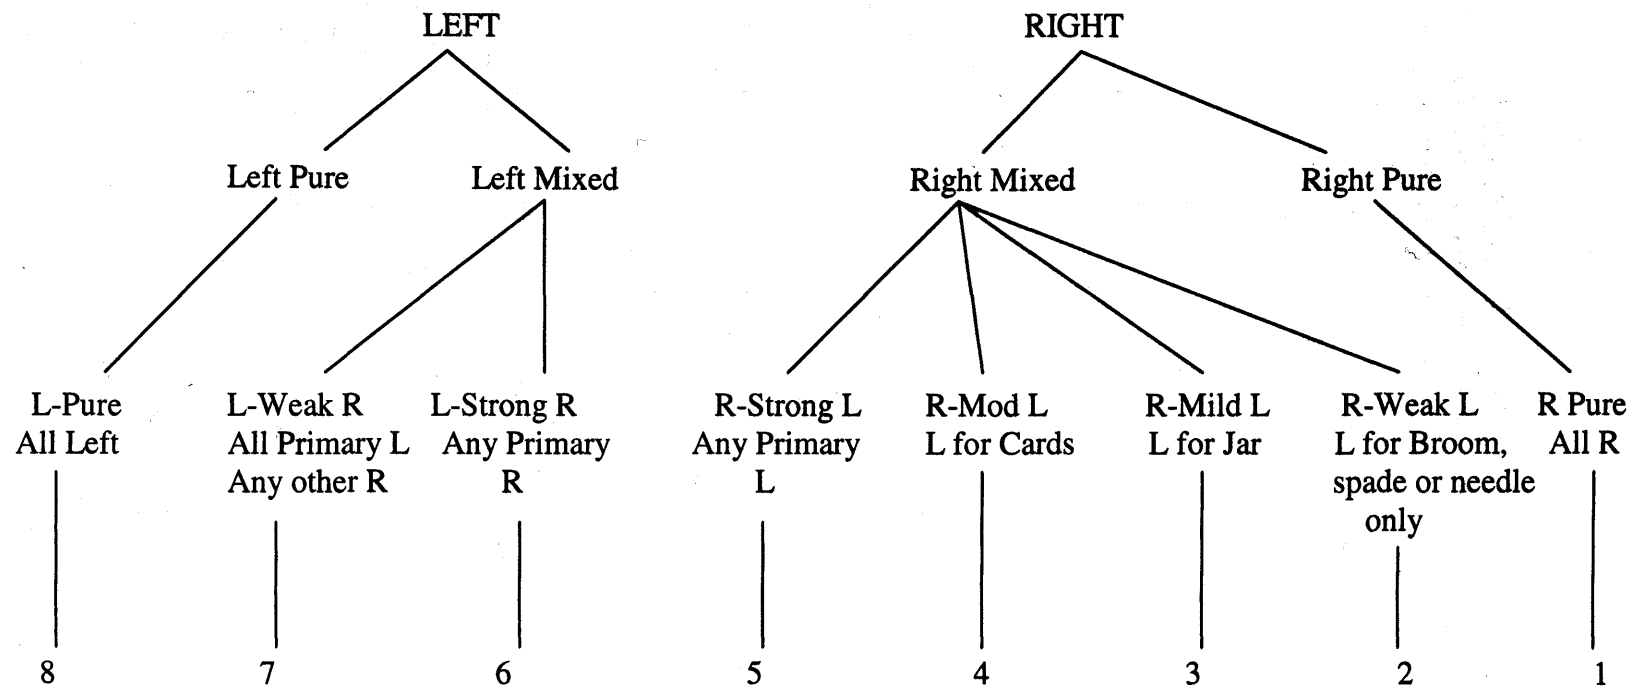 LEFT RIGHT
Left Pure Left Mixed Right Mixed Right Pure
L-Pure L-Weak R L-Strong R R-Strong L R-Mod L R-Mild L R-Weak L R Pure
All Left All Primary L Any Primary Any Primary L for Cards L for Jar L for Broom, All R
Any other R R L spade or needle
only
8 7 6 5 4 3 2 1